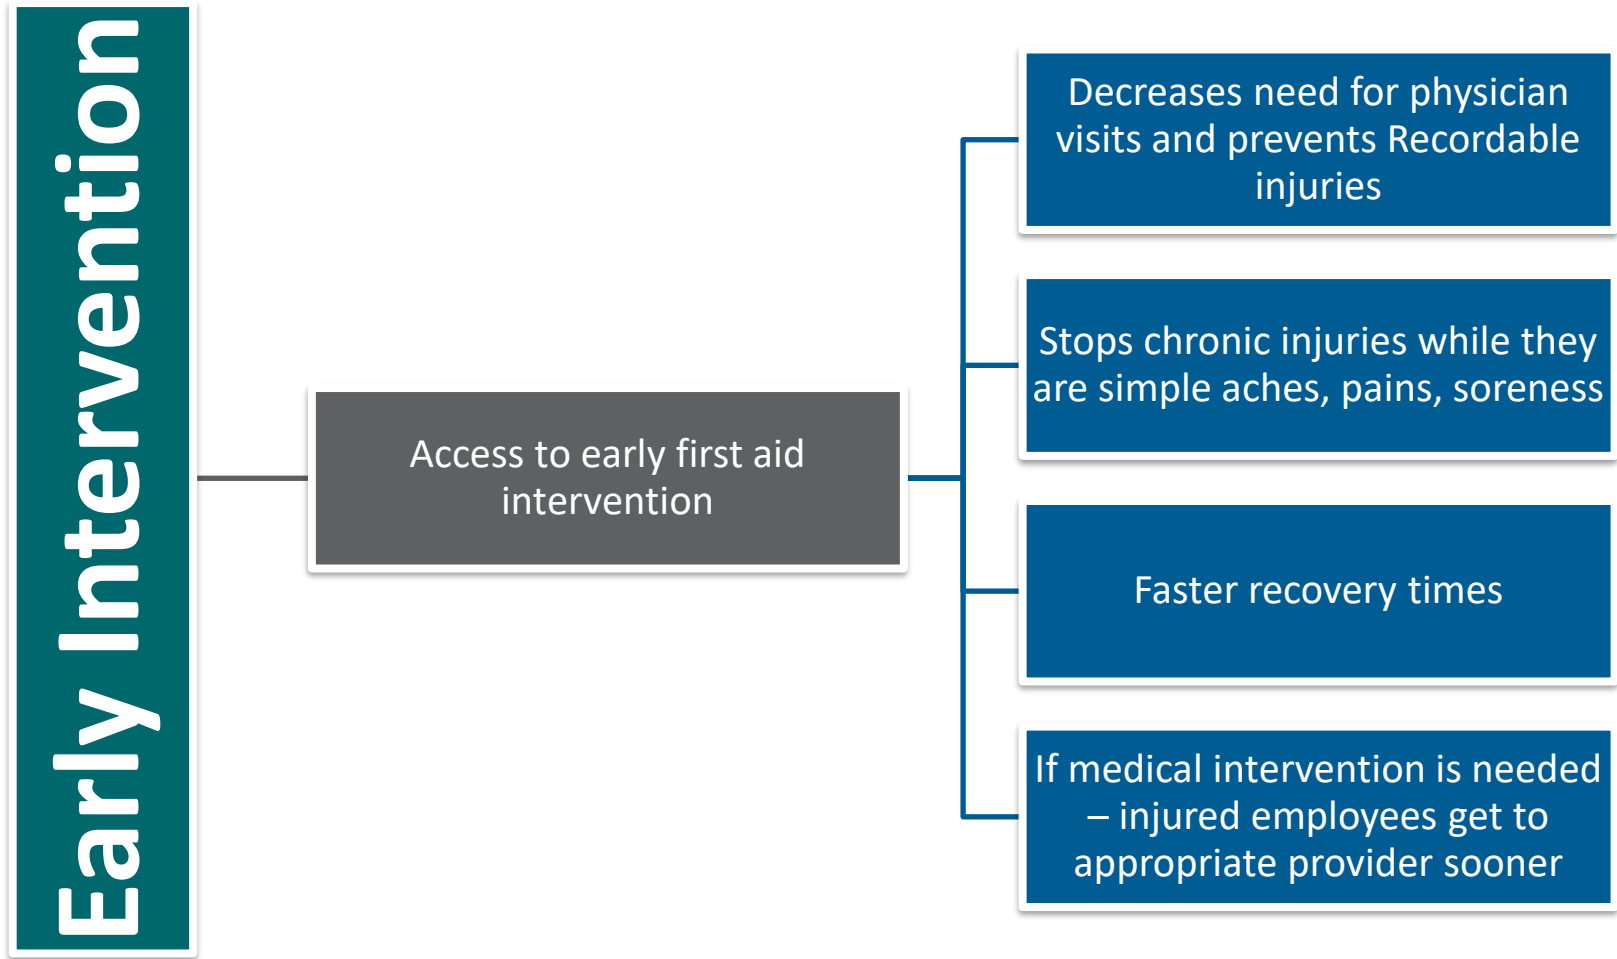 Early Intervention
Access to early first aid
intervention
Decreases need for physician
visits and prevents Recordable
injuries
Stops chronic injuries while they
are simple aches, pains, soreness
Faster recovery times
If medical intervention is needed
– injured employees get to
appropriate provider sooner